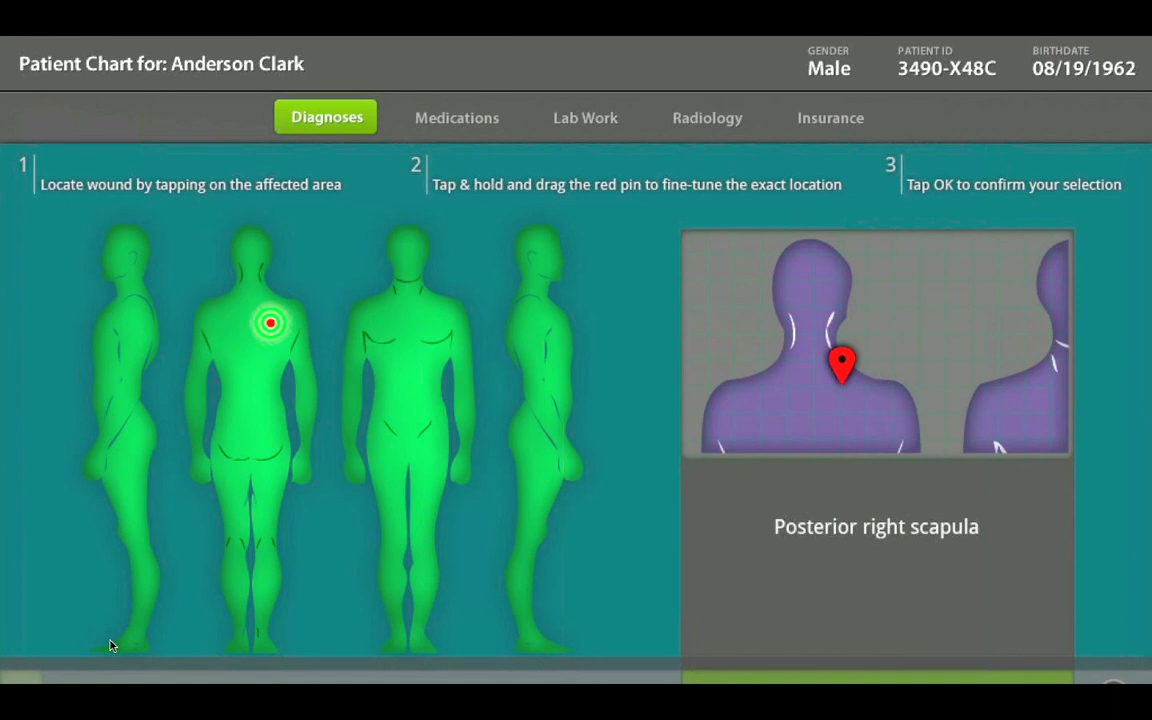 Patient Chart for: Anderson Clark
GENDER
Male
PATIENT ID
3490-X48C
BIRTHDATE
08/19/1962
Diagnoses
Medications
Lab Work
Radiology
Insurance
1
Locate wound by tapping on the affected area
2
Tap & hold and drag the red pin to fine-tune the exact location
3
Tap OK to confirm your selection
Posterior right scapula